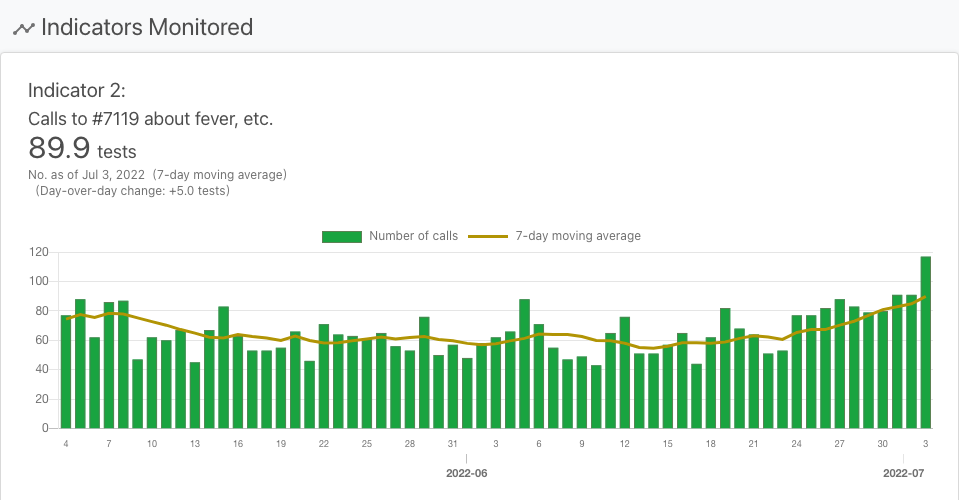 Indicators Monitored
Indicator 2:
Calls to #7119 about fever, etc.
89.9 tests
No. as of Jul 3, 2022 (7-day moving average)
(Day-over-day change: +5.0 tests)
Number of calls 7-day moving average
120
100
80
60
40
20
0
4 7 10 13 16 19 22 25 28 31 3 6 9 12 15 18 21 24 27 30 3
2022-06 2022-07